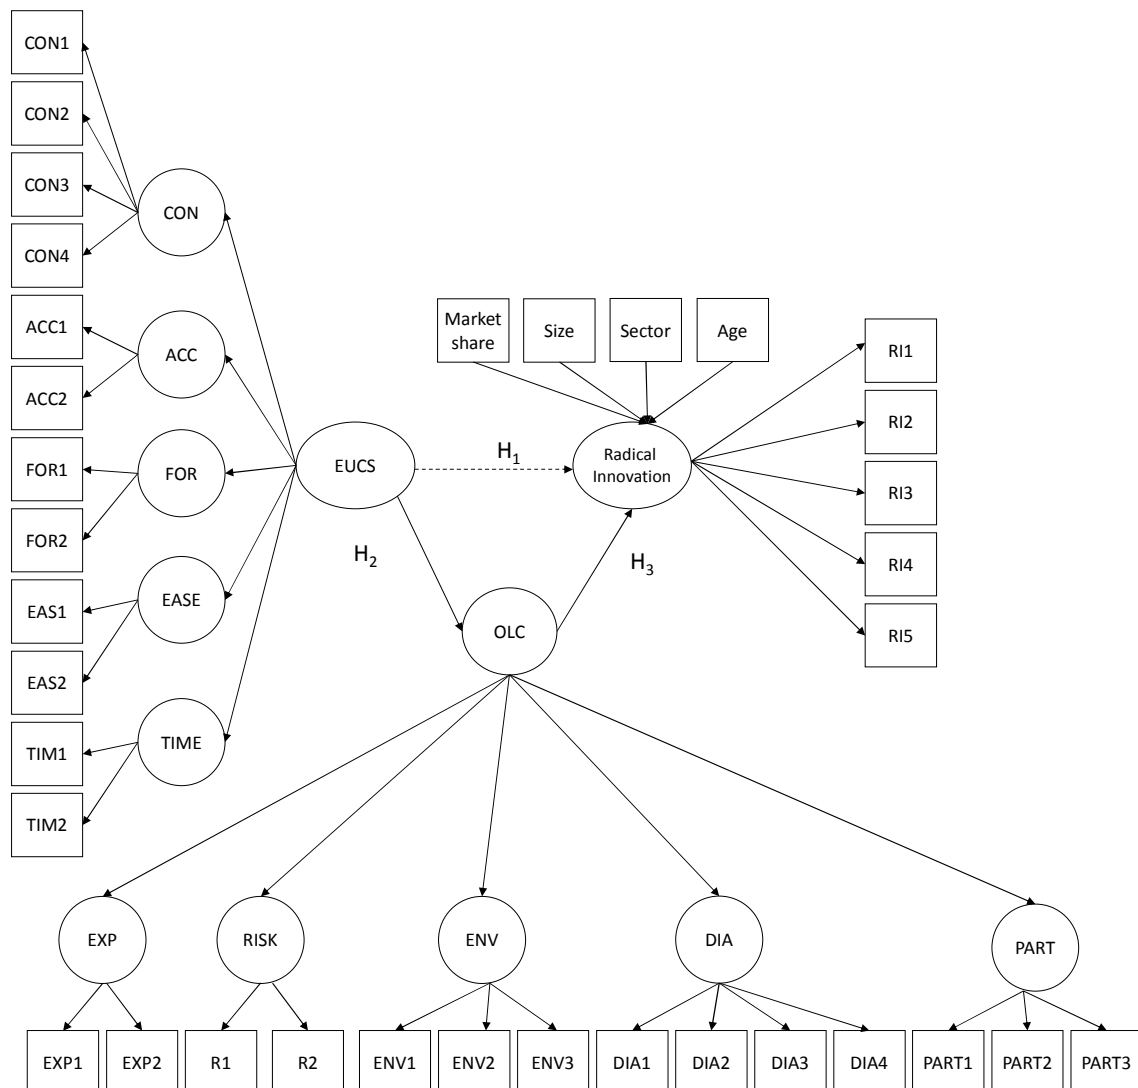 CON1
CON2
CON3
CON4
ACC1
ACC2
FOR1
FOR2
EAS1
EAS2
TIM1
TIM2
CON
ACC
FOR
EASE
TIME
EUCS
Market
share
Size
Sector
Age
H₁
Radical
Innovation
H₂
H₃
OLC
RI1
RI2
RI3
RI4
RI5
EXP
RISK
ENV
DIA
PART
EXP1
EXP2
R1
R2
ENV1
ENV2
ENV3
DIA1
DIA2
DIA3
DIA4
PART1
PART2
PART3